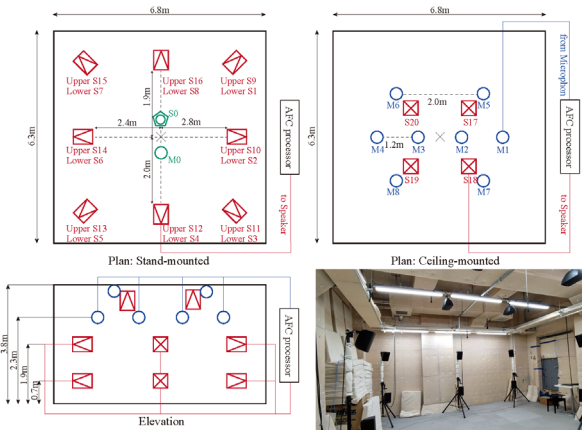 6.8m
6.3m
Upper S15
Lower S7
Upper S16
Lower S8
Upper S9
Lower S1
1.9m
S0
2.4m
2.8m
M0
Upper S14
Lower S6
Upper S10
Lower S2
2.0m
Upper S13
Lower S5
Upper S12
Lower S4
Upper S11
Lower S3
AFC processor
to Speaker
Plan: Stand-mounted
6.8m
6.3m
from Microphon
M6
M5
2.0m
S20
S17
M4
M3
M2
M1
1.2m
S19
S18
M8
M7
AFC processor
to Speaker
Plan: Ceiling-mounted
3.8m
2.3m
1.9m
0.7m
AFC processor
Elevation